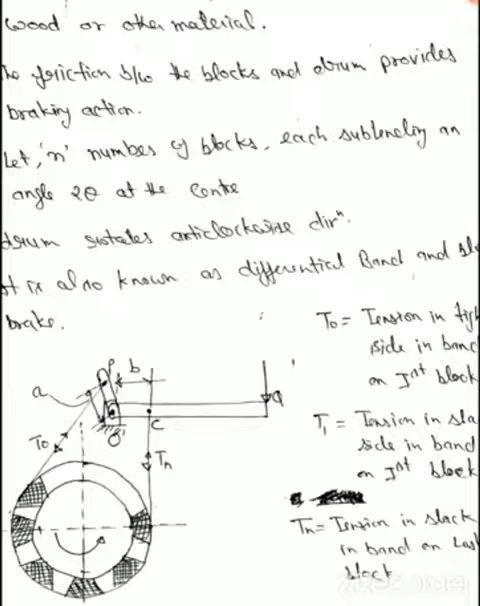 wood or other material.
The friction b/w the blocks and drum provides
braking action.
Let, 'n' numbers of blocks, each subtending an
angle 2θ at the centre
drum rotates anticlockwise dirⁿ.
It is also known as differential Band and
brake.
T₀ = Tension in
side in band
on Iˢᵗ block
T₁ = Tension in
side in band
on Iˢᵗ block
Tₙ = Tension in slack
in band on Last
block
P
b
a
O
c
Q
T₀
Tₙ